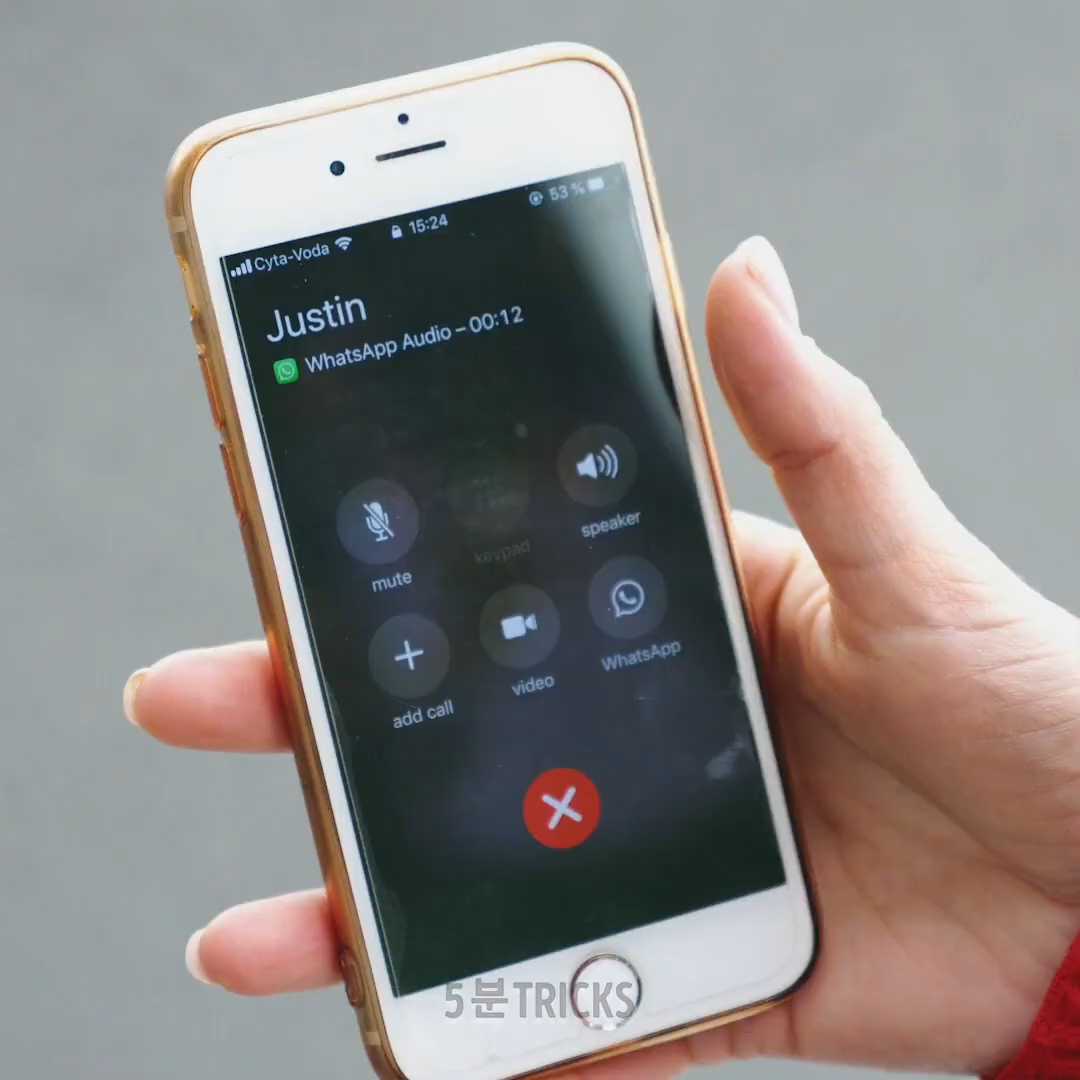 Cyta-Voda 15:24 53 %
Justin
WhatsApp Audio – 00:12
mute keypad speaker
add call video WhatsApp
5분TRICKS